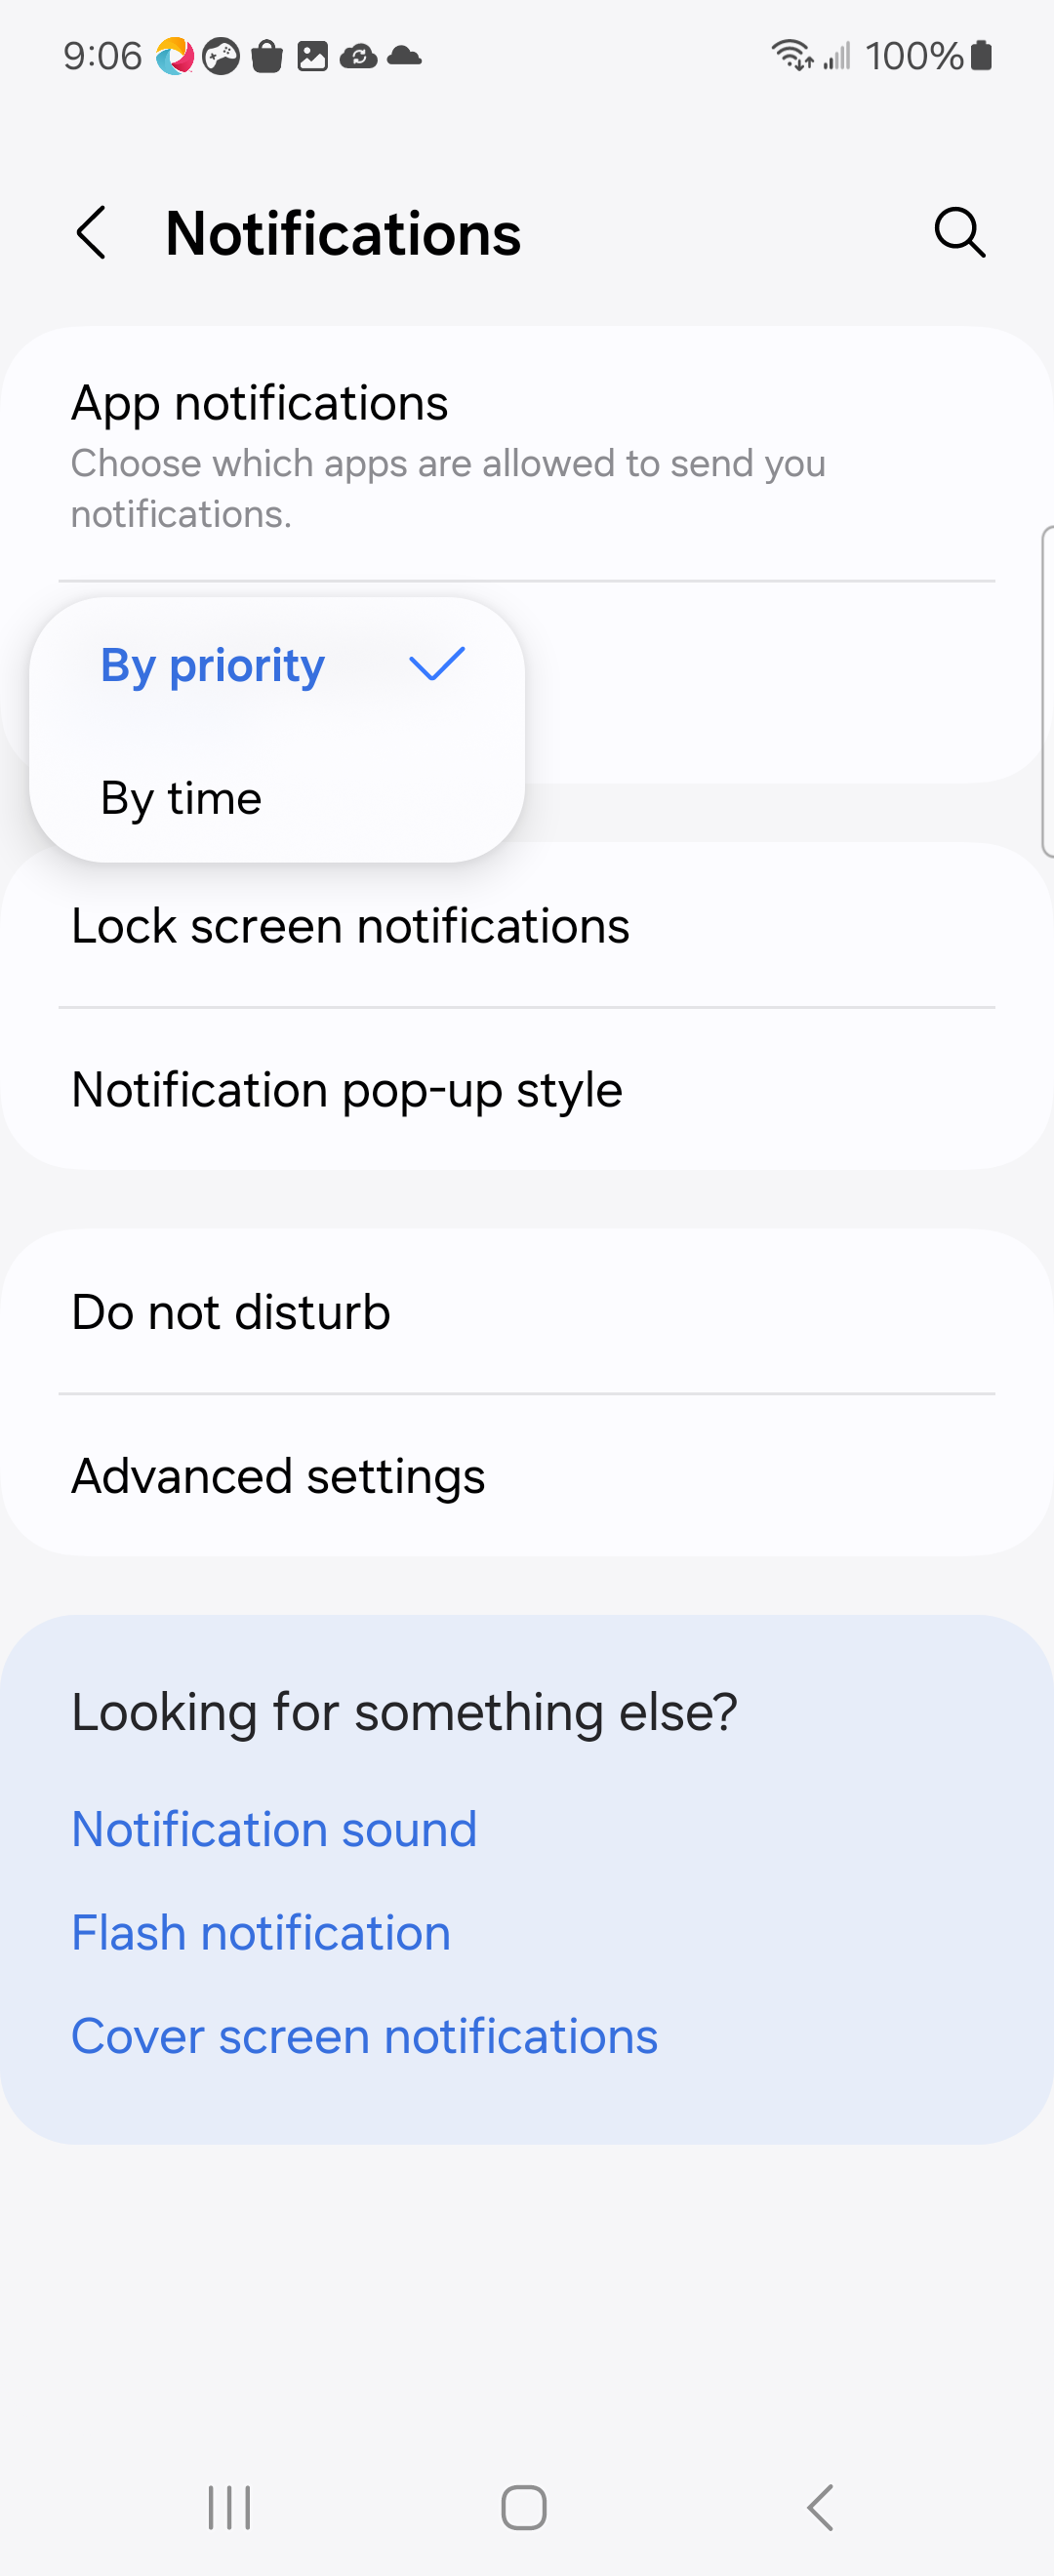 9:06
100%
Notifications
App notifications
Choose which apps are allowed to send you
notifications.
By priority
By time
Lock screen notifications
Notification pop-up style
Do not disturb
Advanced settings
Looking for something else?
Notification sound
Flash notification
Cover screen notifications